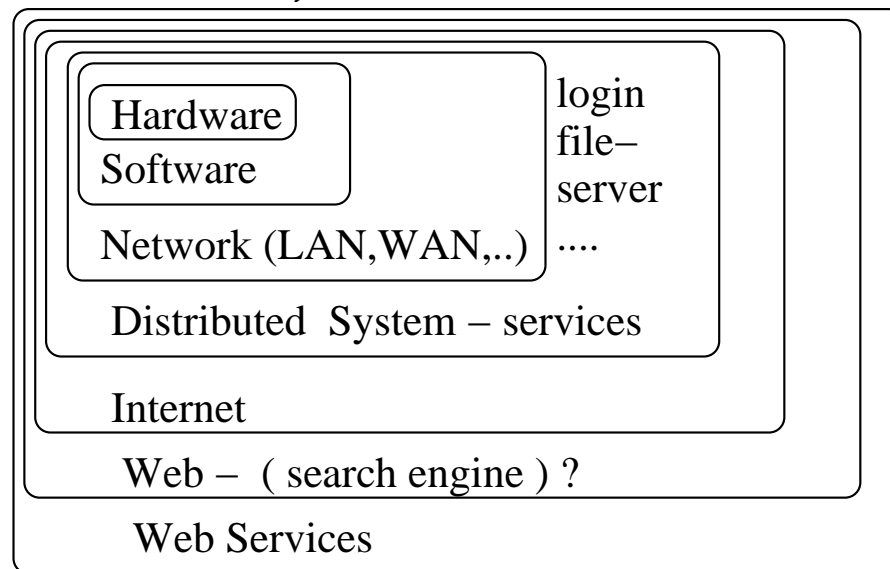 Hardware
Software
Network (LAN,WAN,..)
login
file–
server
....
Distributed System – services
Internet
Web – ( search engine ) ?
Web Services